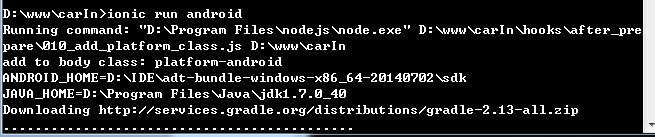 D:\www\carIn>ionic run android
Running command: "D:\Program Files\nodejs\node.exe" D:\www\carIn\hooks\after_pre
pare\010_add_platform_class.js D:\www\carIn
add to body class: platform-android
ANDROID_HOME=D:\IDE\adt-bundle-windows-x86_64-20140702\sdk
JAVA_HOME=D:\Program Files\Java\jdk1.7.0_40
Downloading http://services.gradle.org/distributions/gradle-2.13-all.zip
............................................